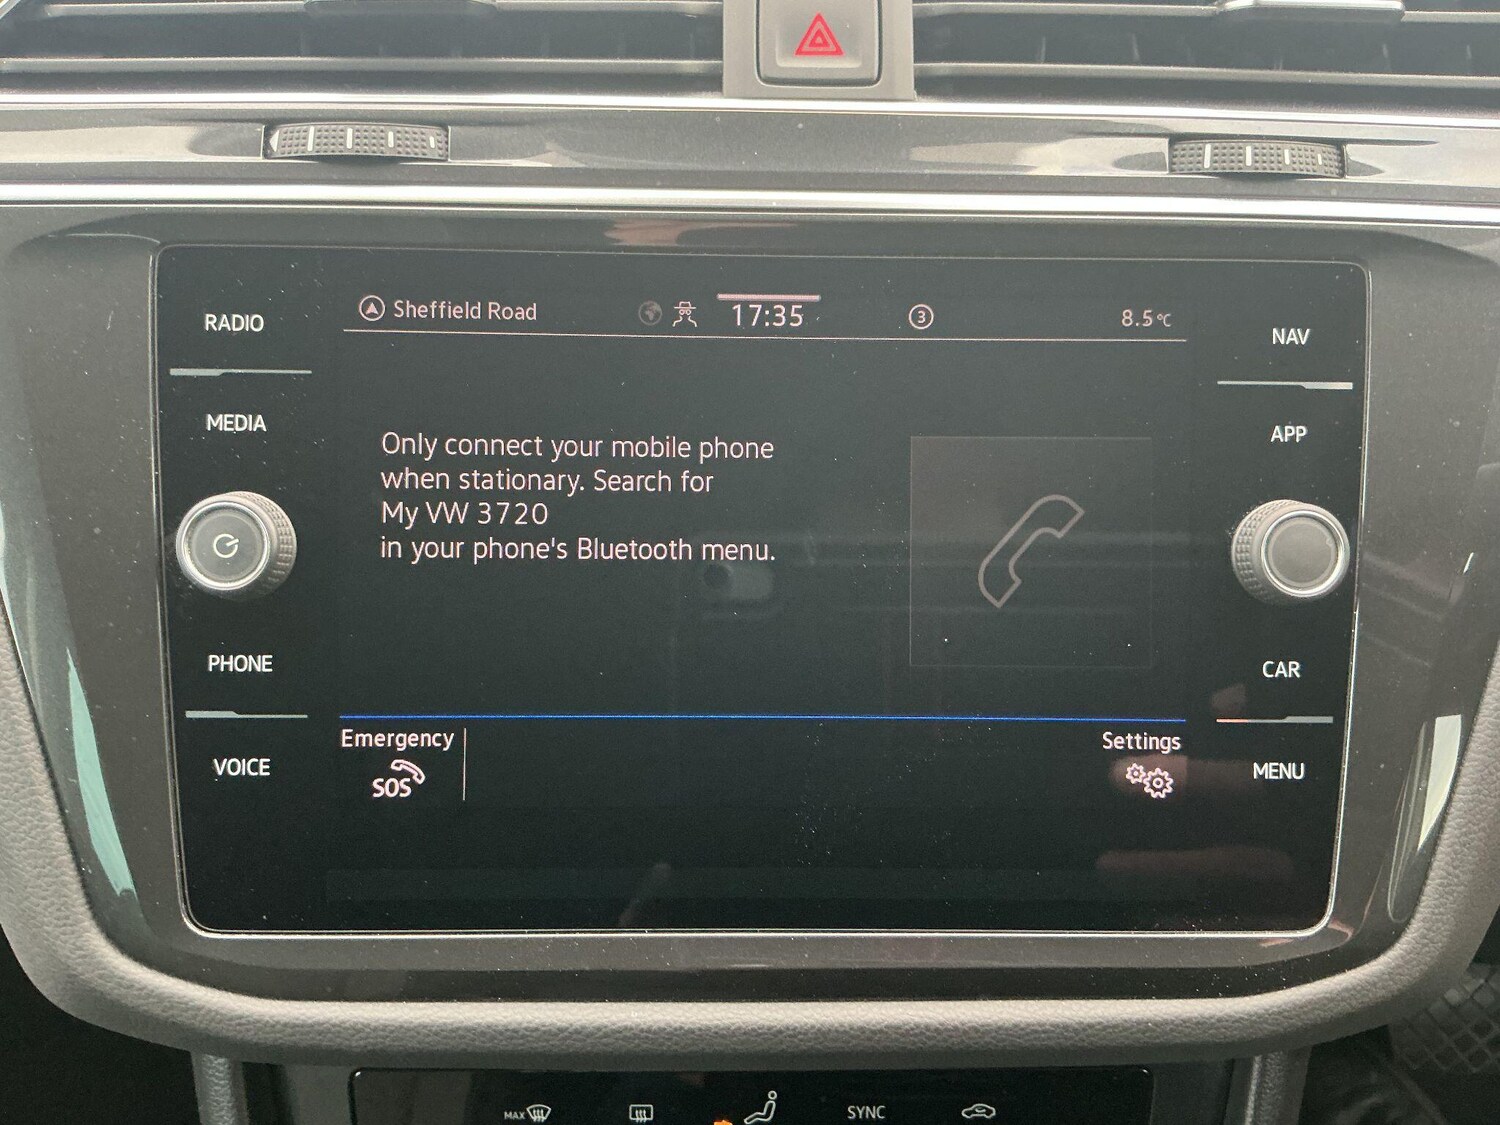 RADIO
MEDIA
PHONE
VOICE
Sheffield Road
17:35
3
8.5°C
Only connect your mobile phone
when stationary. Search for
My VW 3720
in your phone's Bluetooth menu.
Emergency
SOS
Settings
NAV
APP
CAR
MENU
MAX
SYNC